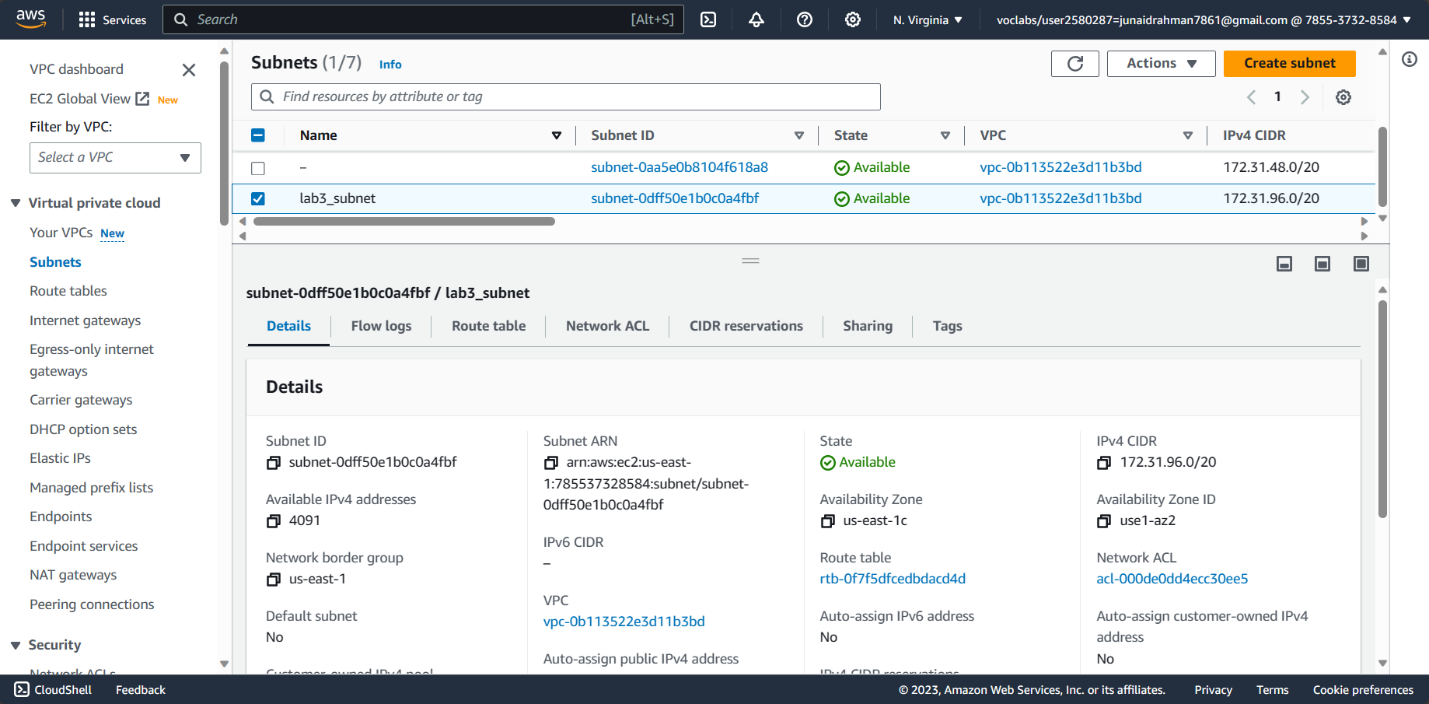 aws
Services
Search
[Alt+S]
N. Virginia
voclabs/user2580287=junaidrahman7861@gmail.com @ 7855-3732-8584
VPC dashboard
EC2 Global View New
Filter by VPC:
Select a VPC
Virtual private cloud
Your VPCs New
Subnets
Route tables
Internet gateways
Egress-only internet
gateways
Carrier gateways
DHCP option sets
Elastic IPs
Managed prefix lists
Endpoints
Endpoint services
NAT gateways
Peering connections
Security
Network ACLs
Subnets (1/7) Info
Actions
Create subnet
Find resources by attribute or tag
1
Name Subnet ID State VPC IPv4 CIDR
– subnet-0aa5e0b8104f618a8 Available vpc-0b113522e3d11b3bd 172.31.48.0/20
lab3_subnet subnet-0dff50e1b0c0a4fbf Available vpc-0b113522e3d11b3bd 172.31.96.0/20
subnet-0dff50e1b0c0a4fbf / lab3_subnet
Details Flow logs Route table Network ACL CIDR reservations Sharing Tags
Details
Subnet ID
subnet-0dff50e1b0c0a4fbf
Available IPv4 addresses
4091
Network border group
us-east-1
Default subnet
No
Customer-owned IPv4 pool
Subnet ARN
arn:aws:ec2:us-east-
1:785537328584:subnet/subnet-
0dff50e1b0c0a4fbf
IPv6 CIDR
–
VPC
vpc-0b113522e3d11b3bd
Auto-assign public IPv4 address
State
Available
Availability Zone
us-east-1c
Route table
rtb-0f7f5dfcedbdacd4d
Auto-assign IPv6 address
No
IPv4 CIDR reservations
IPv4 CIDR
172.31.96.0/20
Availability Zone ID
use1-az2
Network ACL
acl-000de0dd4ecc30ee5
Auto-assign customer-owned IPv4
address
No
CloudShell
Feedback
© 2023, Amazon Web Services, Inc. or its affiliates.
Privacy
Terms
Cookie preferences